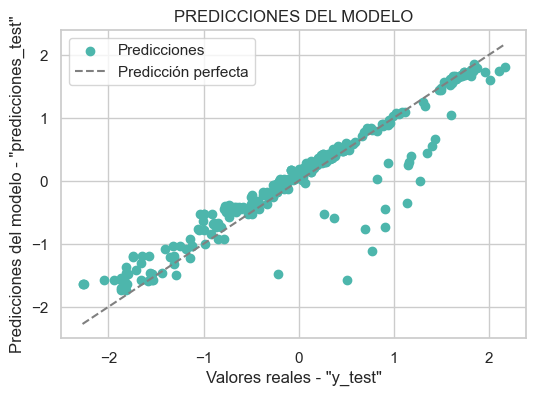 PREDICCIONES DEL MODELO
Predicciones
Predicción perfecta
Predicciones del modelo - "predicciones_test"
2
1
0
−1
−2
−2
−1
0
1
2
Valores reales - "y_test"